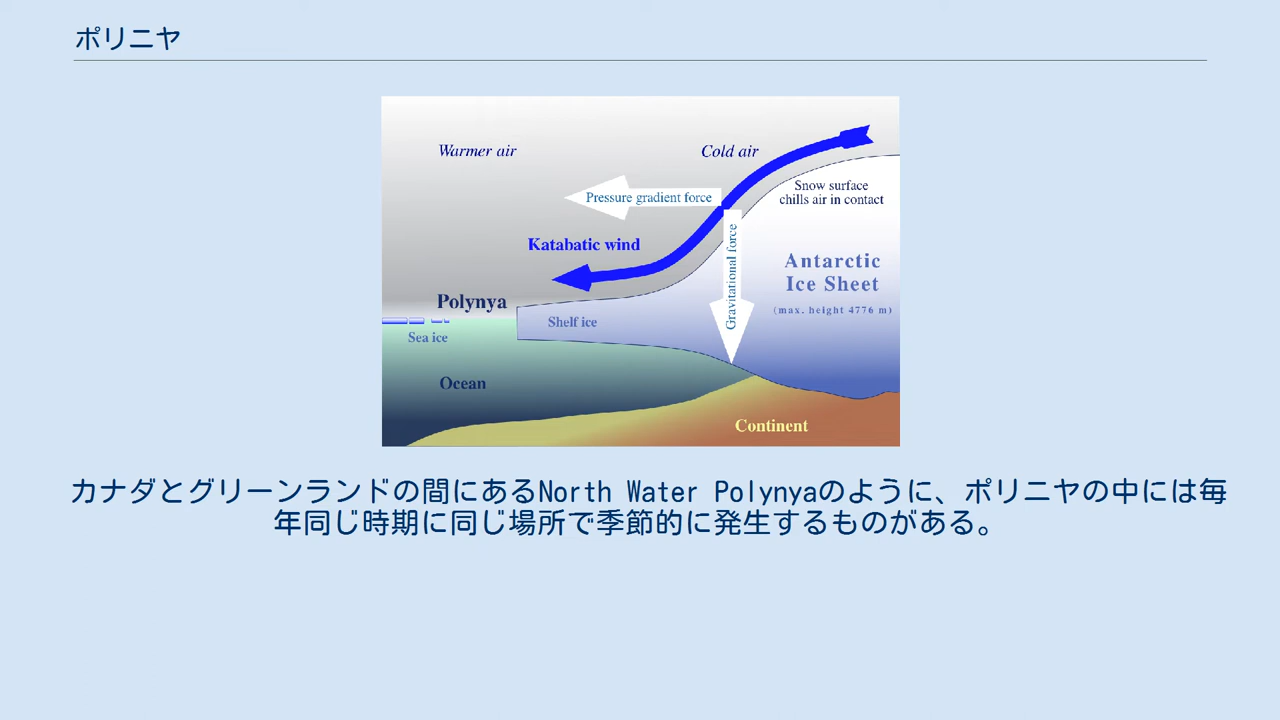 ポリニヤ
Warmer air
Cold air
Snow surface
chills air in contact
Pressure gradient force
Katabatic wind
Gravitational force
Antarctic
Ice Sheet
(max. height 4776 m)
Polynya
Shelf ice
Sea ice
Ocean
Continent
カナダとグリーンランドの間にあるNorth Water Polynyaのように、ポリニヤの中には毎
年同じ時期に同じ場所で季節的に発生するものがある。